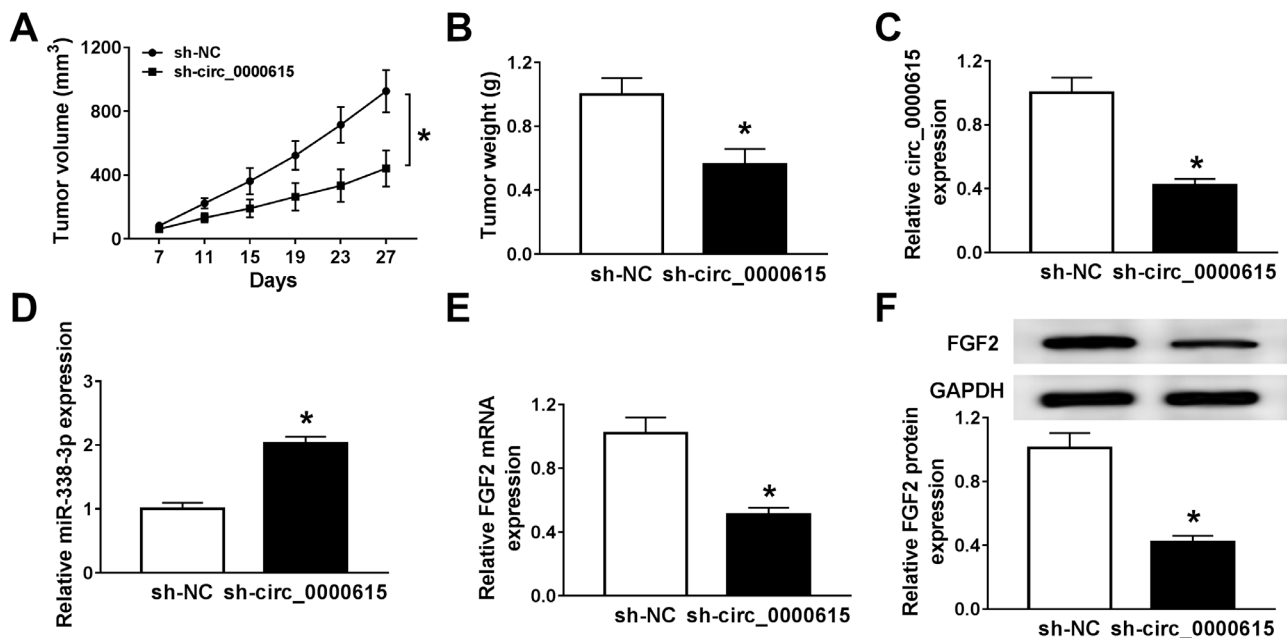 A
Tumor volume (mm³)
1200
800
400
0
sh-NC
sh-circ_0000615
*
7 11 15 19 23 27
Days
B
Tumor weight (g)
1.2
0.8
0.4
0.0
*
sh-NC sh-circ_0000615
C
Relative circ_0000615
expression
1.2
0.8
0.4
0.0
*
sh-NC sh-circ_0000615
D
Relative miR-338-3p expression
3
2
1
0
*
sh-NC sh-circ_0000615
E
Relative FGF2 mRNA
expression
1.2
0.8
0.4
0.0
*
sh-NC sh-circ_0000615
F
FGF2
GAPDH
Relative FGF2 protein
expression
1.2
0.8
0.4
0.0
*
sh-NC sh-circ_0000615